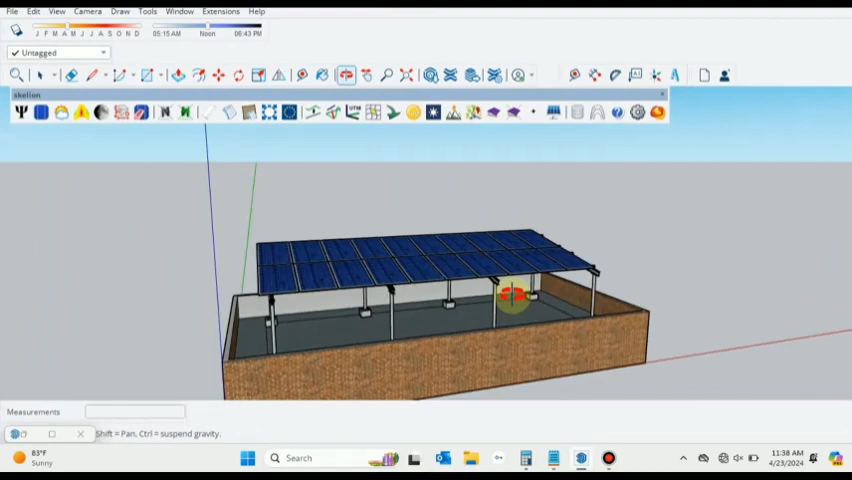 File Edit View Camera Draw Tools Window Extensions Help
J F M A M J J A S O N D
05:15 AM Noon 06:43 PM
✓ Untagged
skelion
UTM
Measurements
Shift = Pan, Ctrl = suspend gravity.
83°F
Sunny
Search
11:38 AM
4/23/2024